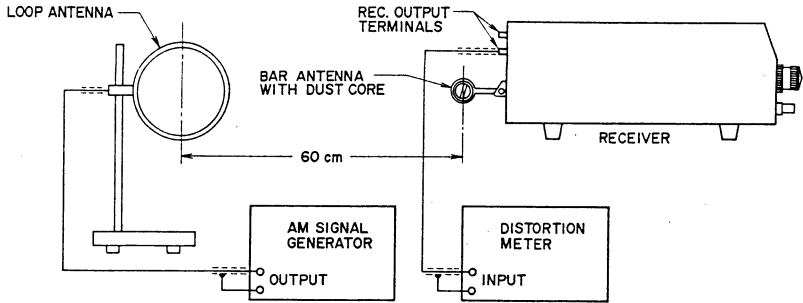 LOOP ANTENNA
REC. OUTPUT
TERMINALS
BAR ANTENNA
WITH DUST CORE
RECEIVER
60 cm
AM SIGNAL
GENERATOR
OUTPUT
DISTORTION
METER
INPUT